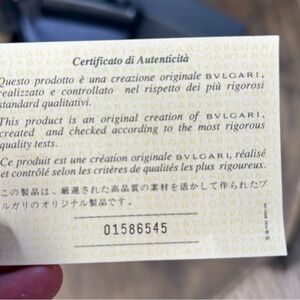 Certificato di Autenticità
Questo prodotto è una creazione originale BVLGARI,
realizzato e controllato nel rispetto dei più rigorosi
standard qualitativi.
This product is an original creation of BVLGARI,
created and checked according to the most rigorous
quality tests.
Ce produit est une création originale BVLGARI, réalisé
et contrôlé selon les critères de qualités les plus rigoureux.
この製品は、厳選された高品質の素材を活かして作られたブ
ルガリのオリジナル製品です。
01586545